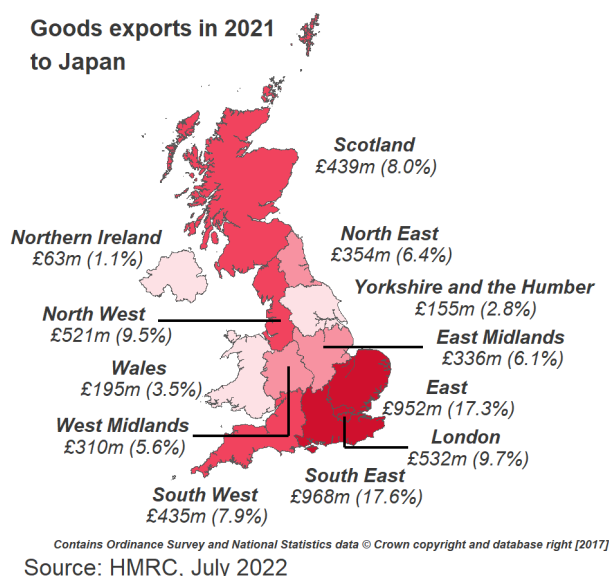 Goods exports in 2021
to Japan
Scotland
£439m (8.0%)
Northern Ireland
£63m (1.1%)
North East
£354m (6.4%)
Yorkshire and the Humber
£155m (2.8%)
North West
£521m (9.5%)
East Midlands
£336m (6.1%)
Wales
£195m (3.5%)
East
£952m (17.3%)
West Midlands
£310m (5.6%)
London
£532m (9.7%)
South East
£968m (17.6%)
South West
£435m (7.9%)
Contains Ordinance Survey and National Statistics data © Crown copyright and database right [2017]
Source: HMRC, July 2022